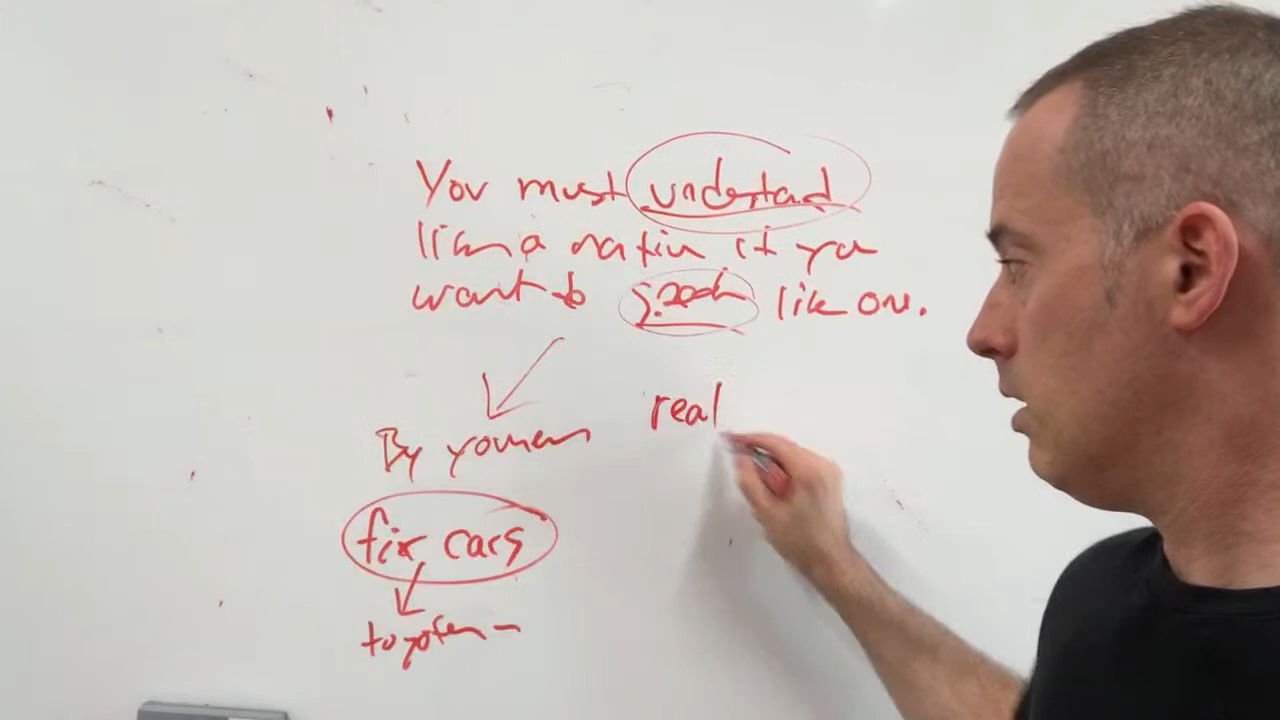 You must understand
like a native if you
want to speak like one.
real
By
fix cars